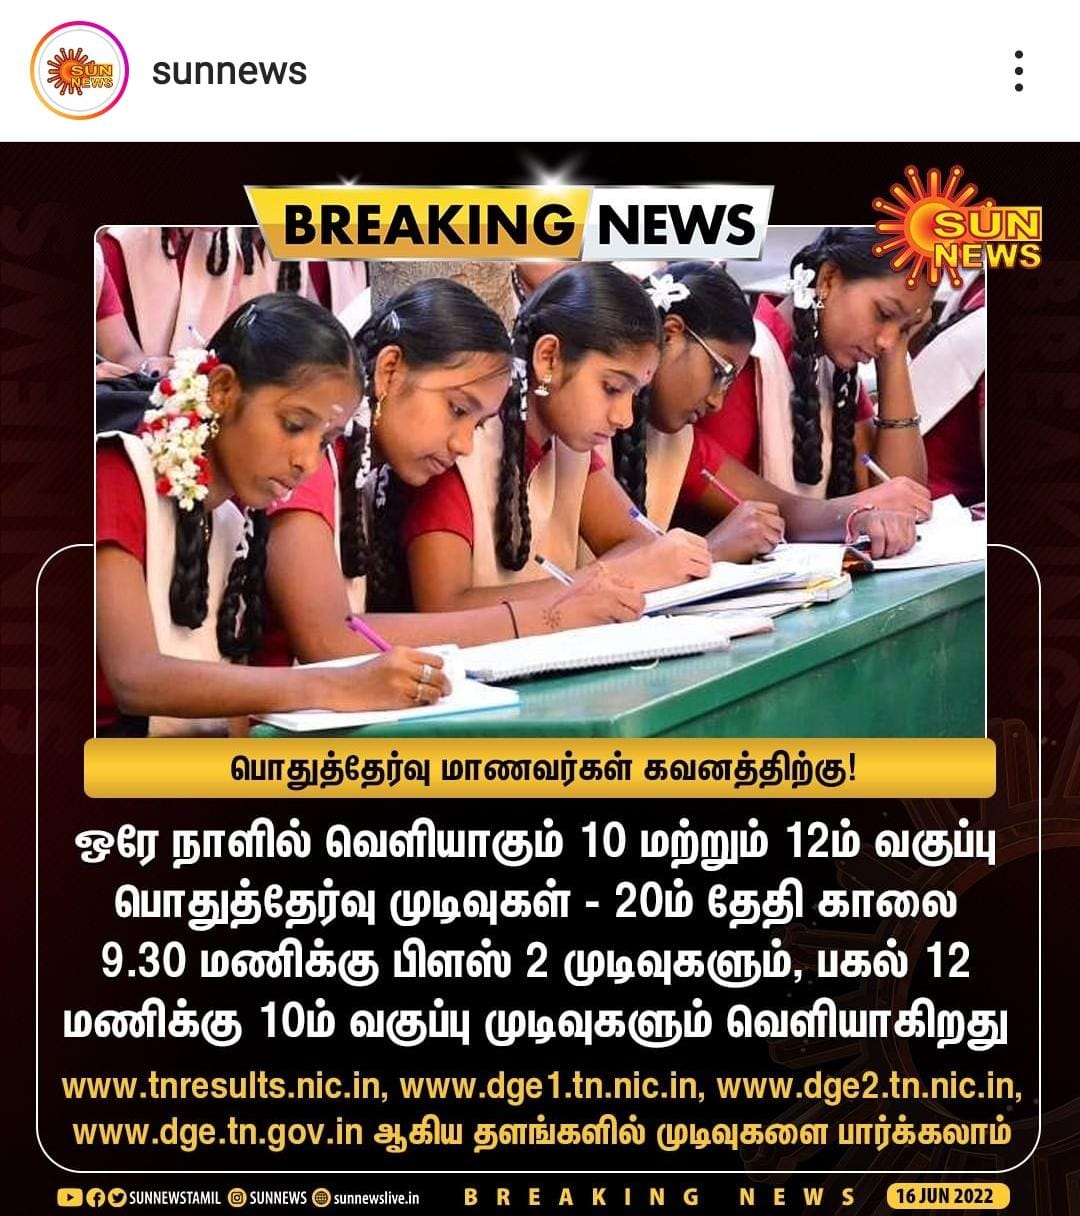 SUN
NEWS
sunnews
BREAKING NEWS
SUN
NEWS
பொதுத்தேர்வு மாணவர்கள் கவனத்திற்கு!
ஒரே நாளில் வெளியாகும் 10 மற்றும் 12ம் வகுப்பு
பொதுத்தேர்வு முடிவுகள் - 20ம் தேதி காலை
9.30 மணிக்கு பிளஸ் 2 முடிவுகளும், பகல் 12
மணிக்கு 10ம் வகுப்பு முடிவுகளும் வெளியாகிறது
www.tnresults.nic.in, www.dge1.tn.nic.in, www.dge2.tn.nic.in,
www.dge.tn.gov.in ஆகிய தளங்களில் முடிவுகளை பார்க்கலாம்
SUNNEWSTAMIL SUNNEWS sunnewslive.in BREAKING NEWS 16 JUN 2022